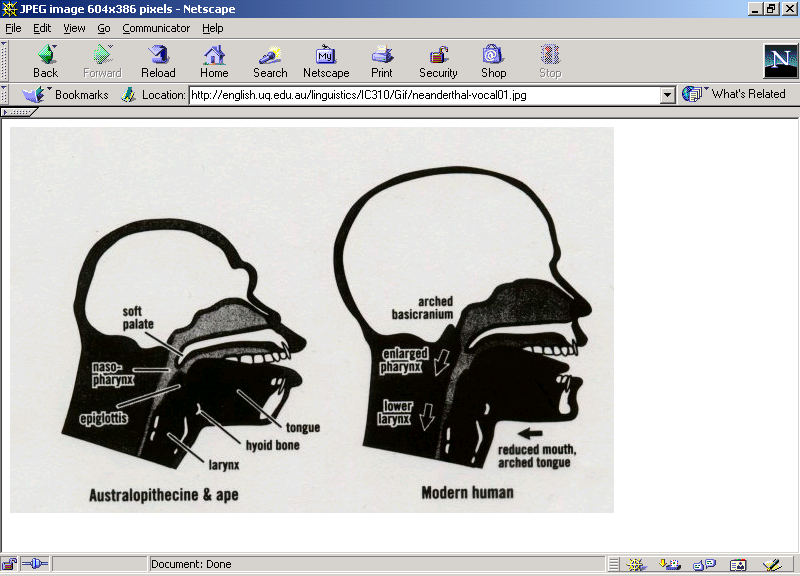 JPEG image 604x386 pixels - Netscape
File Edit View Go Communicator Help
My
N
Back Forward Reload Home Search Netscape Print Security Shop Stop
Bookmarks Location: http://english.uq.edu.au/linguistics/IC310/Gif/neanderthal-vocal01.jpg What's Related
soft
palate
naso-
pharynx
epiglottis
tongue
hyoid bone
larynx
Australopithecine & ape
arched
basicranium
enlarged
pharynx
lower
larynx
reduced mouth,
arched tongue
Modern human
Document: Done